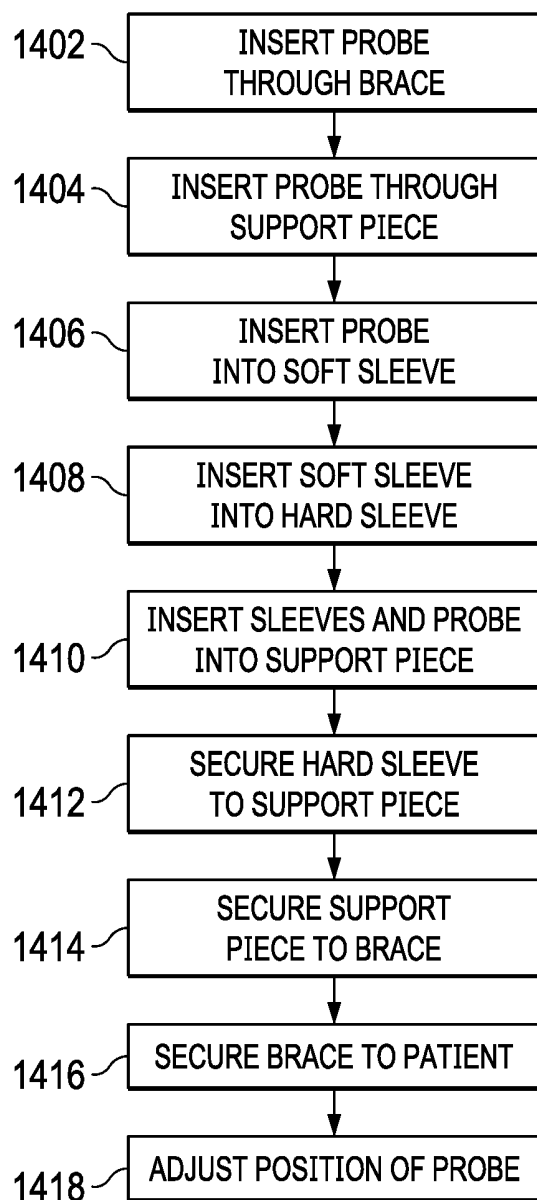 1402
INSERT PROBE
THROUGH BRACE
1404
INSERT PROBE THROUGH
SUPPORT PIECE
1406
INSERT PROBE
INTO SOFT SLEEVE
1408
INSERT SOFT SLEEVE
INTO HARD SLEEVE
1410
INSERT SLEEVES AND PROBE
INTO SUPPORT PIECE
1412
SECURE HARD SLEEVE
TO SUPPORT PIECE
1414
SECURE SUPPORT
PIECE TO BRACE
1416
SECURE BRACE TO PATIENT
1418
ADJUST POSITION OF PROBE